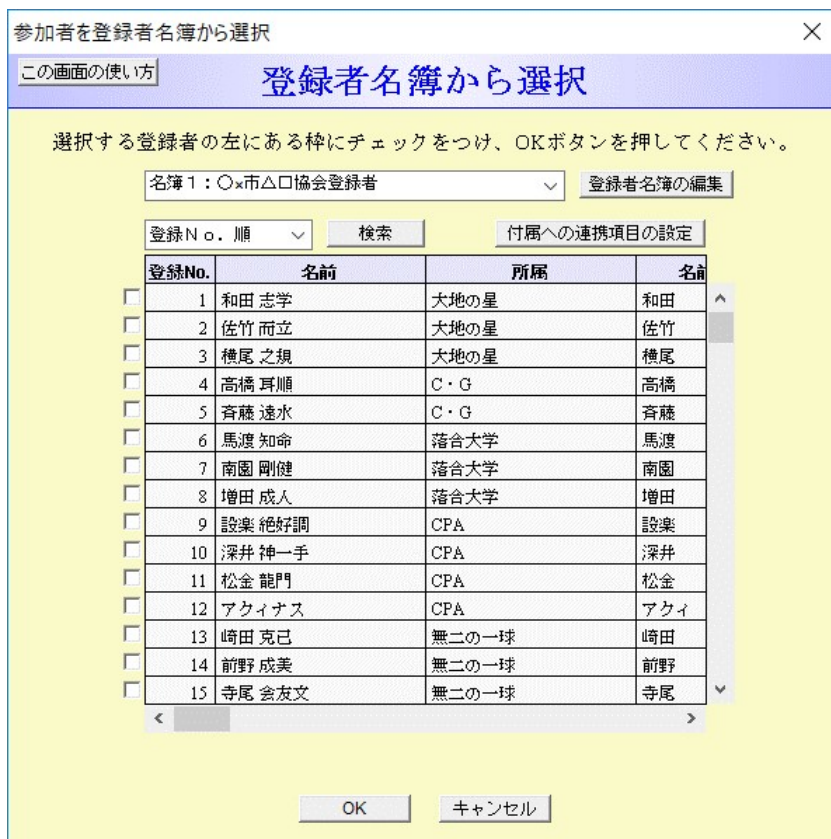 参加者を登録者名簿から選択
この画面の使い方
登録者名簿から選択
選択する登録者の左にある枠にチェックをつけ、OKボタンを押してください。
名簿1:○×市△口協会登録者 登録者名簿の編集
登録No.順 検索 付属への連携項目の設定
登録No. 名前 所属 名前
1 和田 志学 大地の星 和田
2 佐竹 而立 大地の星 佐竹
3 横尾 之規 大地の星 横尾
4 高橋 耳順 C・G 高橋
5 斉藤 遠水 C・G 斉藤
6 馬渡 知命 落合大学 馬渡
7 南園 剛健 落合大学 南園
8 増田 成人 落合大学 増田
9 設楽 絶好調 CPA 設楽
10 深井 神一手 CPA 深井
11 松金 龍門 CPA 松金
12 アクィナス CPA アクィ
13 崎田 克己 無二の一球 崎田
14 前野 成美 無二の一球 前野
15 寺尾 会友文 無二の一球 寺尾
OK キャンセル